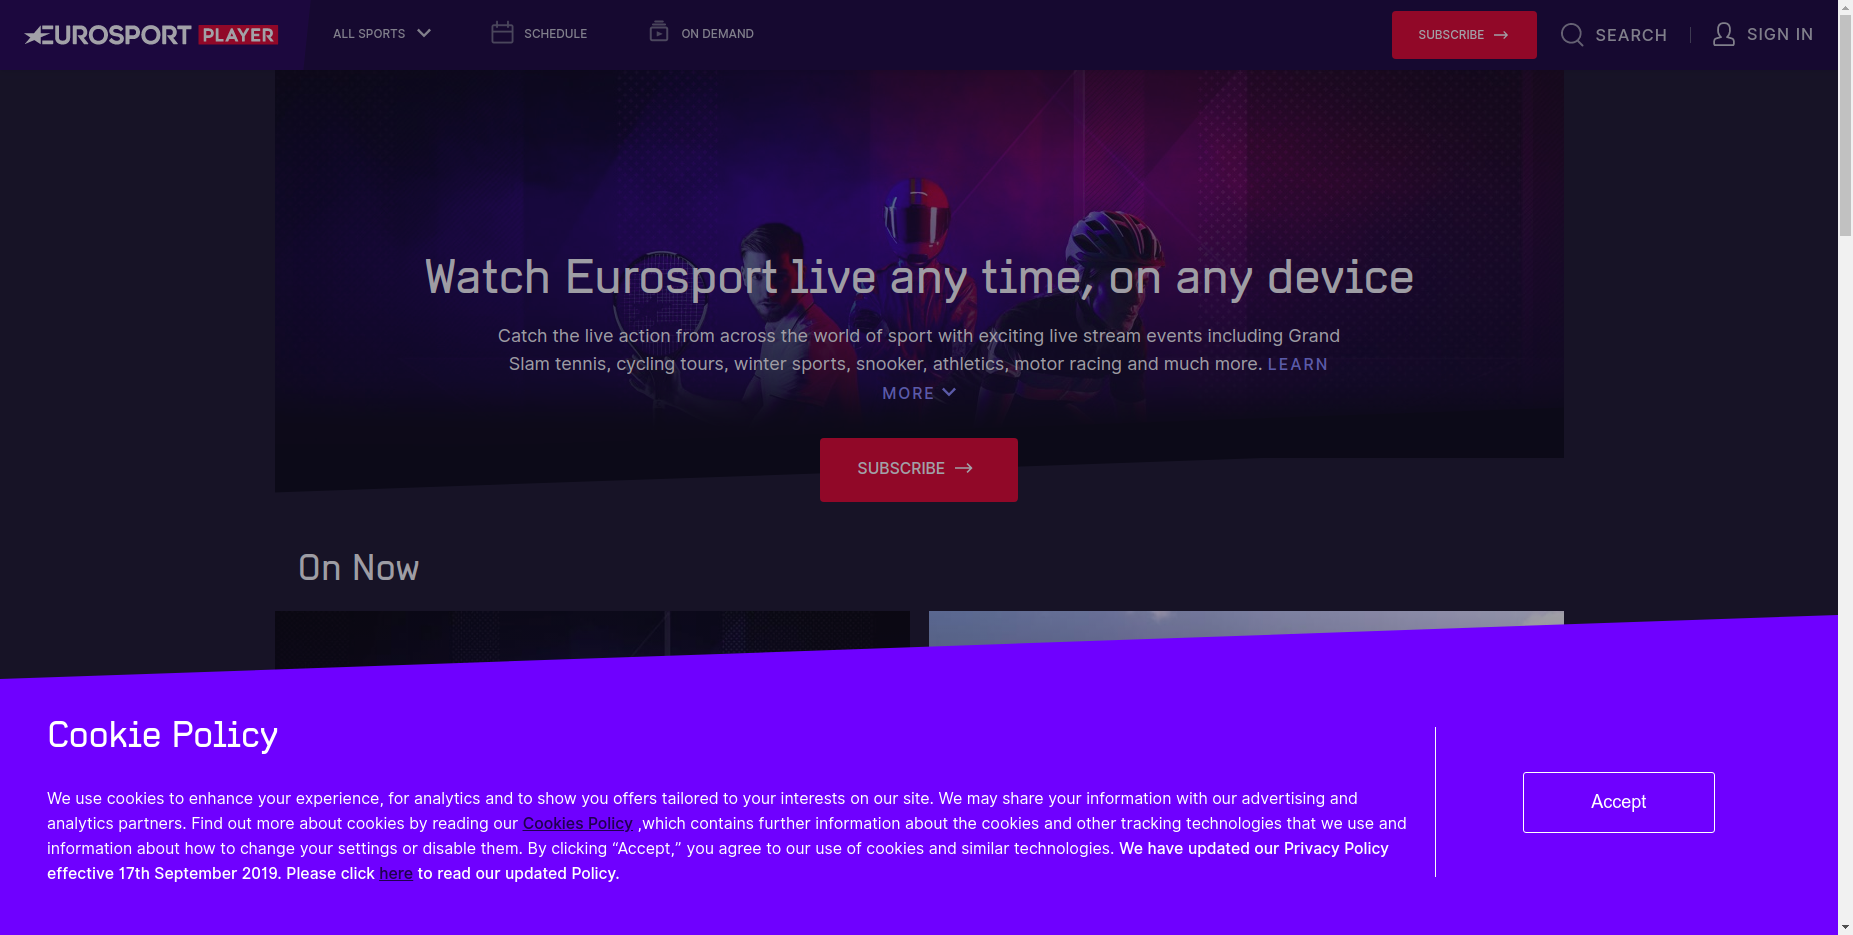 EUROSPORT PLAYER
ALL SPORTS
SCHEDULE
ON DEMAND
SUBSCRIBE
SEARCH
SIGN IN
Watch Eurosport live any time, on any device
Catch the live action from across the world of sport with exciting live stream events including Grand
Slam tennis, cycling tours, winter sports, snooker, athletics, motor racing and much more. LEARN
MORE
SUBSCRIBE
On Now
Cookie Policy
We use cookies to enhance your experience, for analytics and to show you offers tailored to your interests on our site. We may share your information with our advertising and
analytics partners. Find out more about cookies by reading our Cookies Policy ,which contains further information about the cookies and other tracking technologies that we use and
information about how to change your settings or disable them. By clicking “Accept,” you agree to our use of cookies and similar technologies. We have updated our Privacy Policy
effective 17th September 2019. Please click here to read our updated Policy.
Accept